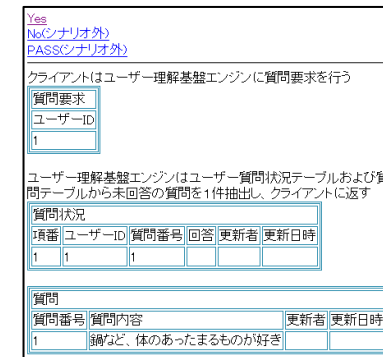 Yes
No(シナリオ外)
PASS(シナリオ外)
クライアントはユーザー理解基盤エンジンに質問要求を行う
質問要求
ユーザーID
1
ユーザー理解基盤エンジンはユーザー質問状況テーブルおよび質
問テーブルから未回答の質問を1件抽出し、クライアントに返す
質問状況
項番 ユーザーID 質問番号 回答 更新者 更新日時
1 1 1
質問
質問番号 質問内容 更新者 更新日時
1 鍋など、体のあったまるものが好き